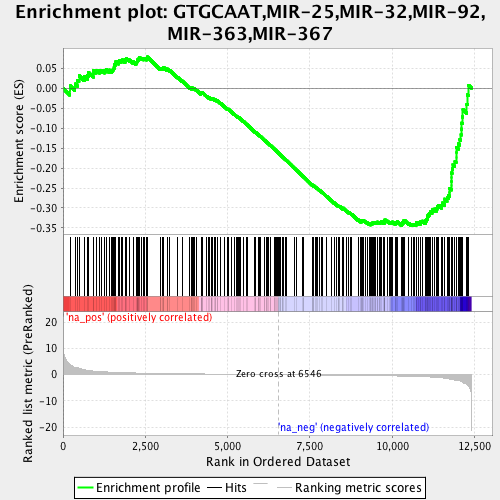 Enrichment plot: GTGCAAT,MIR-25,MIR-32,MIR-92,
MIR-363,MIR-367
Enrichment score (ES)
0.05
0.00
-0.05
-0.10
-0.15
-0.20
-0.25
-0.30
-0.35
'na_pos' (positively correlated)
Ranked list metric (PreRanked)
20
10
0
-10
-20
Zero cross at 6546
'na_neg' (negatively correlated)
0
2,500
5,000
7,500
10,000
12,500
Rank in Ordered Dataset
Enrichment profile
Hits
Ranking metric scores